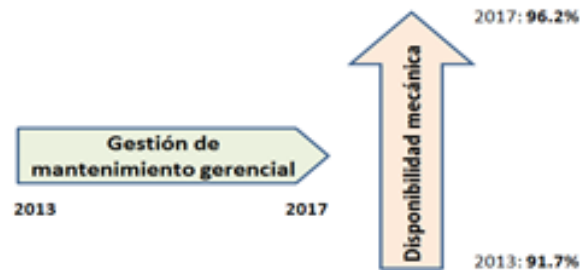 2017: 96.2%
Disponibilidad mecánica
Gestión de
mantenimiento gerencial
2013
2017
2013: 91.7%